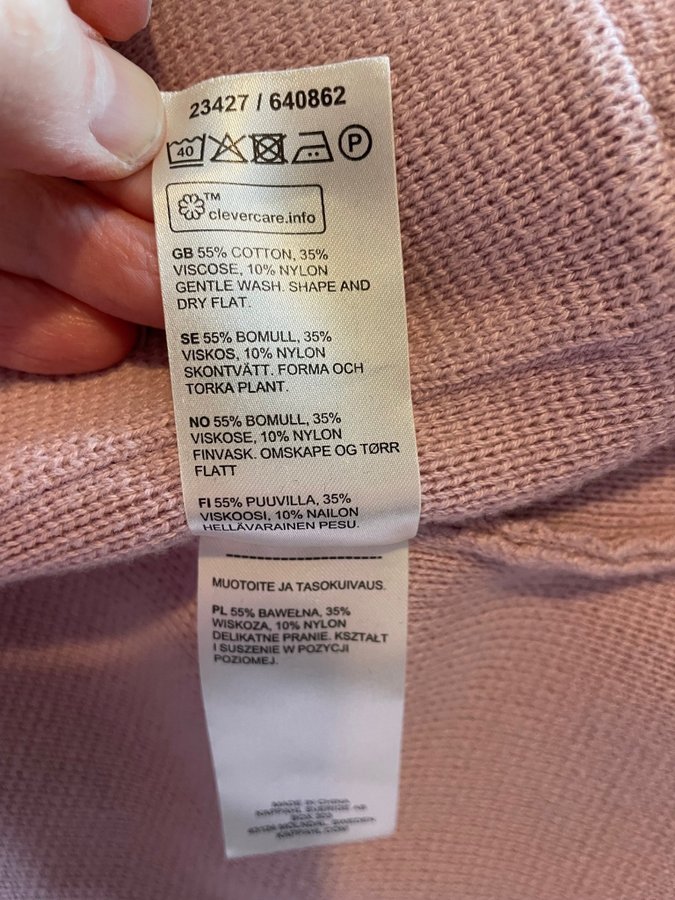 23427 / 640862
40 P
TM
clevercare.info
GB 55% COTTON, 35%
VISCOSE, 10% NYLON
GENTLE WASH. SHAPE AND
DRY FLAT.
SE 55% BOMULL, 35%
VISKOS, 10% NYLON
SKONTVÄTT. FORMA OCH
TORKA PLANT.
NO 55% BOMULL, 35%
VISKOSE, 10% NYLON
FINVASK. OMSKAPE OG TØRR
FLATT
FI 55% PUUVILLA, 35%
VISKOOSI, 10% NAILON
HELLÄVARAINEN PESU.
MUOTOITE JA TASOKUIVAUS.
PL 55% BAWEŁNA, 35%
WISKOZA, 10% NYLON
DELIKATNE PRANIE. KSZTAŁT
I SUSZENIE W POZYCJI
POZIOMEJ.
MADE IN CHINA